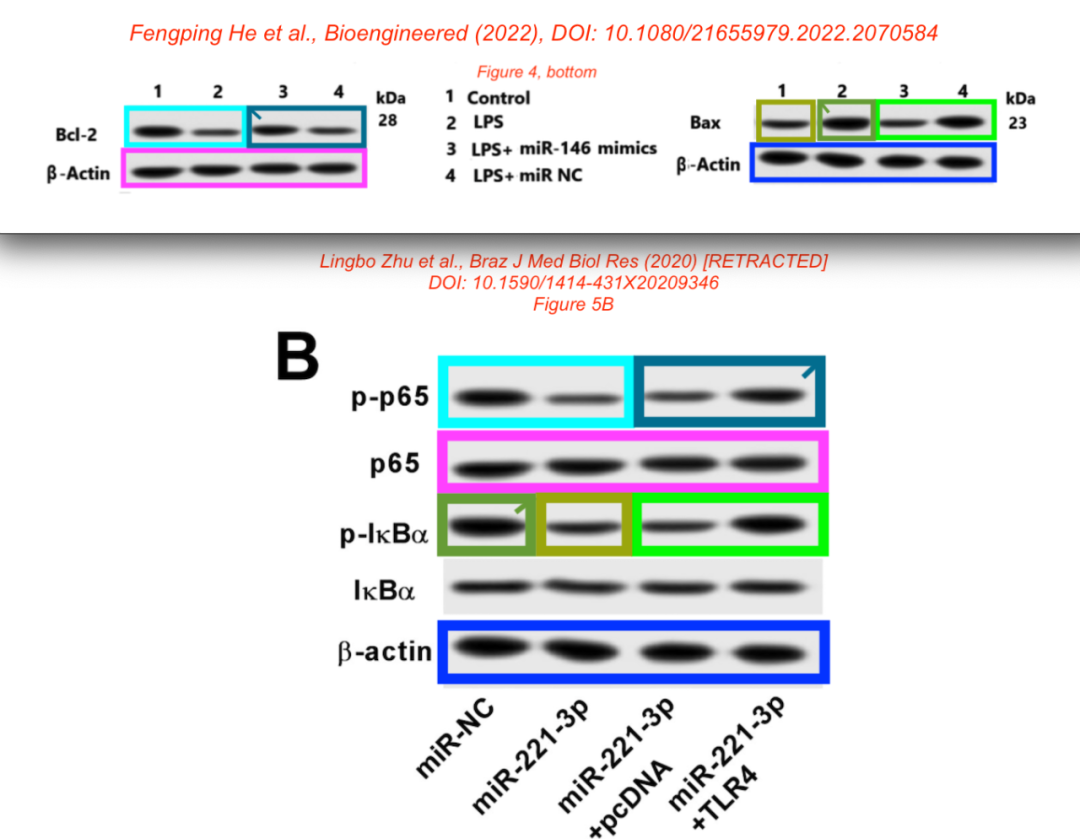 Fengping He et al., Bioengineered (2022), DOI: 10.1080/21655979.2022.2070584
Figure 4, bottom
1 2 3 4 kDa
Bcl-2 28
β-Actin
1 Control
2 LPS
3 LPS+ miR-146 mimics
4 LPS+ miR NC
1 2 3 4 kDa
Bax 23
β-Actin
Lingbo Zhu et al., Braz J Med Biol Res (2020) [RETRACTED]
DOI: 10.1590/1414-431X20209346
Figure 5B
B
p-p65
p65
p-IκBα
IκBα
β-actin
miR-NC
miR-221-3p
miR-221-3p
+pcDNA
miR-221-3p
+TLR4